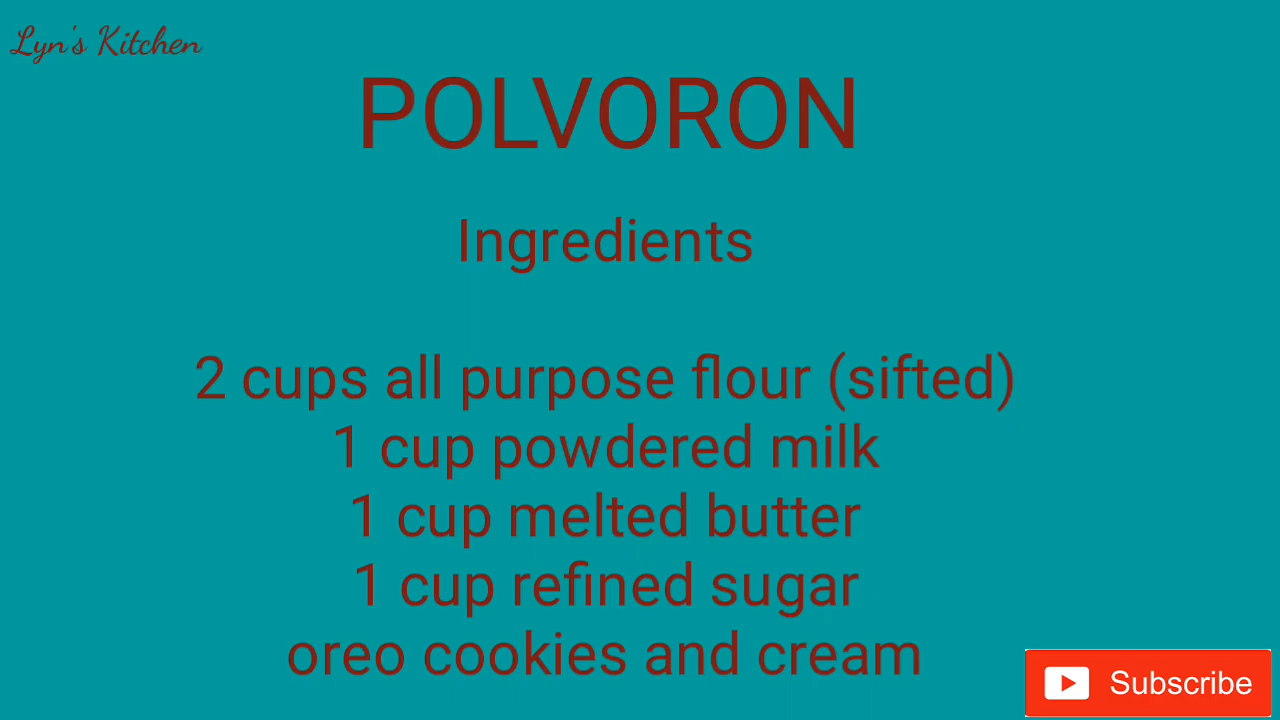 Lyn's Kitchen
POLVORON
Ingredients
2 cups all purpose flour (sifted)
1 cup powdered milk
1 cup melted butter
1 cup refined sugar
oreo cookies and cream
Subscribe